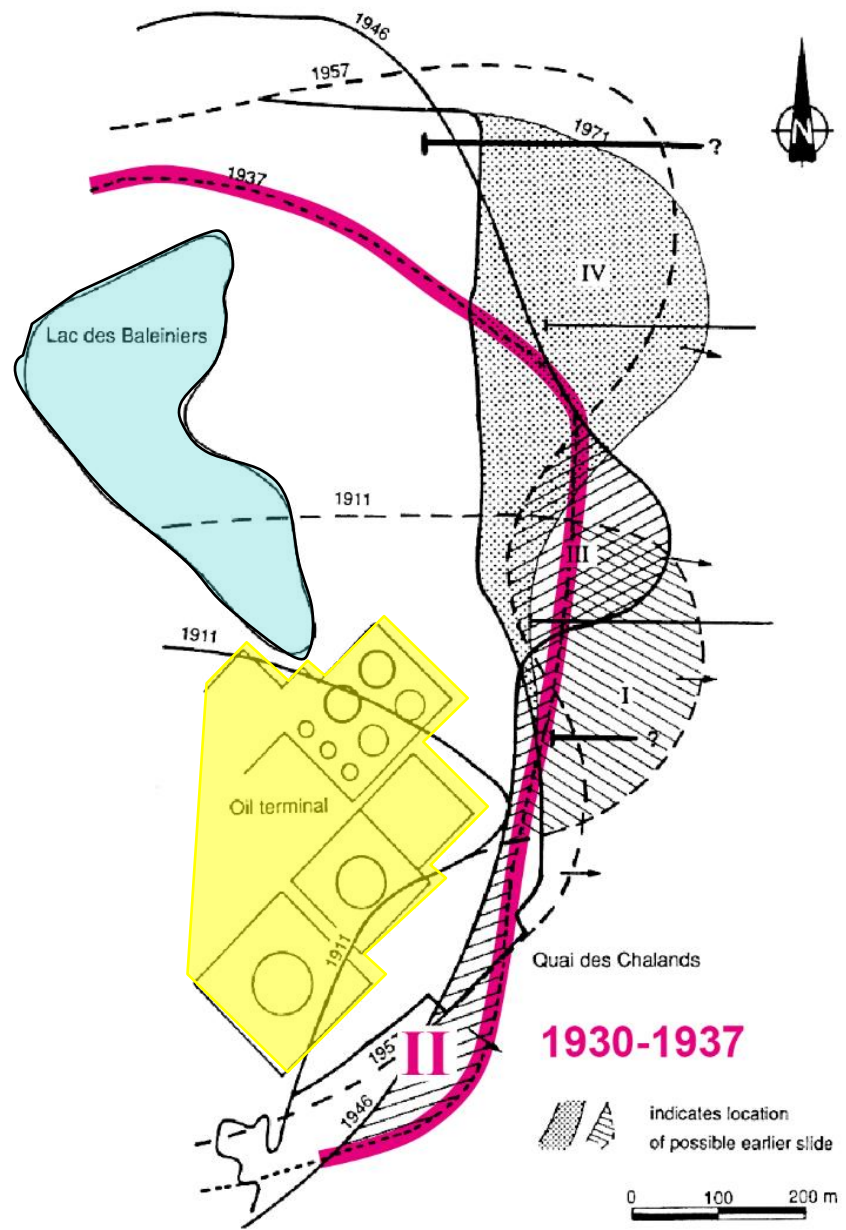 1946
1957
1971
N
?
1937
IV
Lac des Baleiniers
1911
III
1911
I
?
Oil terminal
1911
Quai des Chalands
II
1930-1937
1957
1946
indicates location
of possible earlier slide
0 100 200 m